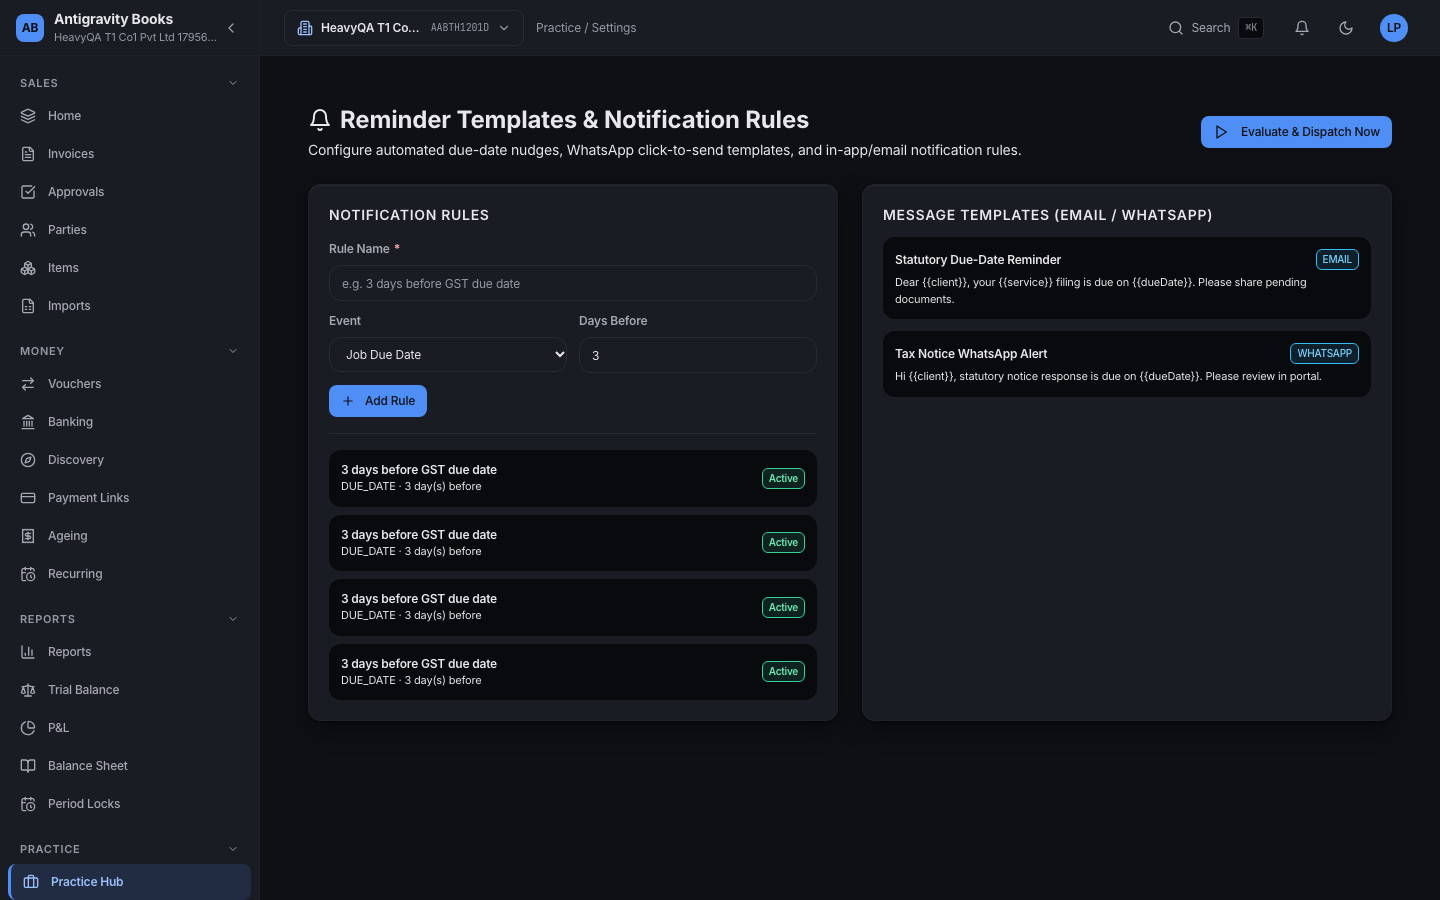 AB
Antigravity Books
HeavyQA T1 Co1 Pvt Ltd 17956...
HeavyQA T1 Co...
AABTH1201D
Practice / Settings
Search
⌘K
LP
SALES
Home
Invoices
Approvals
Parties
Items
Imports
MONEY
Vouchers
Banking
Discovery
Payment Links
Ageing
Recurring
REPORTS
Reports
Trial Balance
P&L
Balance Sheet
Period Locks
PRACTICE
Practice Hub
Reminder Templates & Notification Rules
Configure automated due-date nudges, WhatsApp click-to-send templates, and in-app/email notification rules.
Evaluate & Dispatch Now
NOTIFICATION RULES
Rule Name *
e.g. 3 days before GST due date
Event
Days Before
Job Due Date
3
Add Rule
3 days before GST due date
DUE_DATE · 3 day(s) before
Active
3 days before GST due date
DUE_DATE · 3 day(s) before
Active
3 days before GST due date
DUE_DATE · 3 day(s) before
Active
3 days before GST due date
DUE_DATE · 3 day(s) before
Active
MESSAGE TEMPLATES (EMAIL / WHATSAPP)
Statutory Due-Date Reminder
EMAIL
Dear {{client}}, your {{service}} filing is due on {{dueDate}}. Please share pending
documents.
Tax Notice WhatsApp Alert
WHATSAPP
Hi {{client}}, statutory notice response is due on {{dueDate}}. Please review in portal.